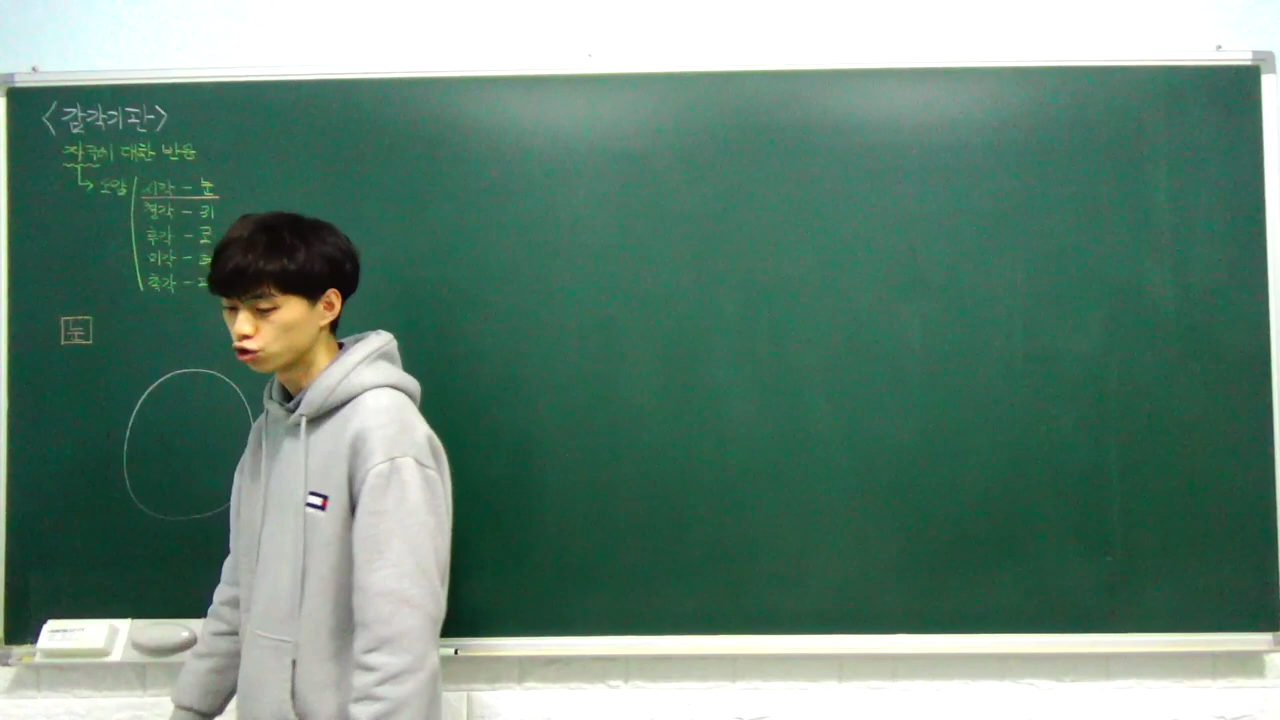 <감각기관>
자극에 대한 반응
↳ 오감 시각 - 눈
청각 - 귀
후각 - 코
미각 - 혀
촉각 -
눈